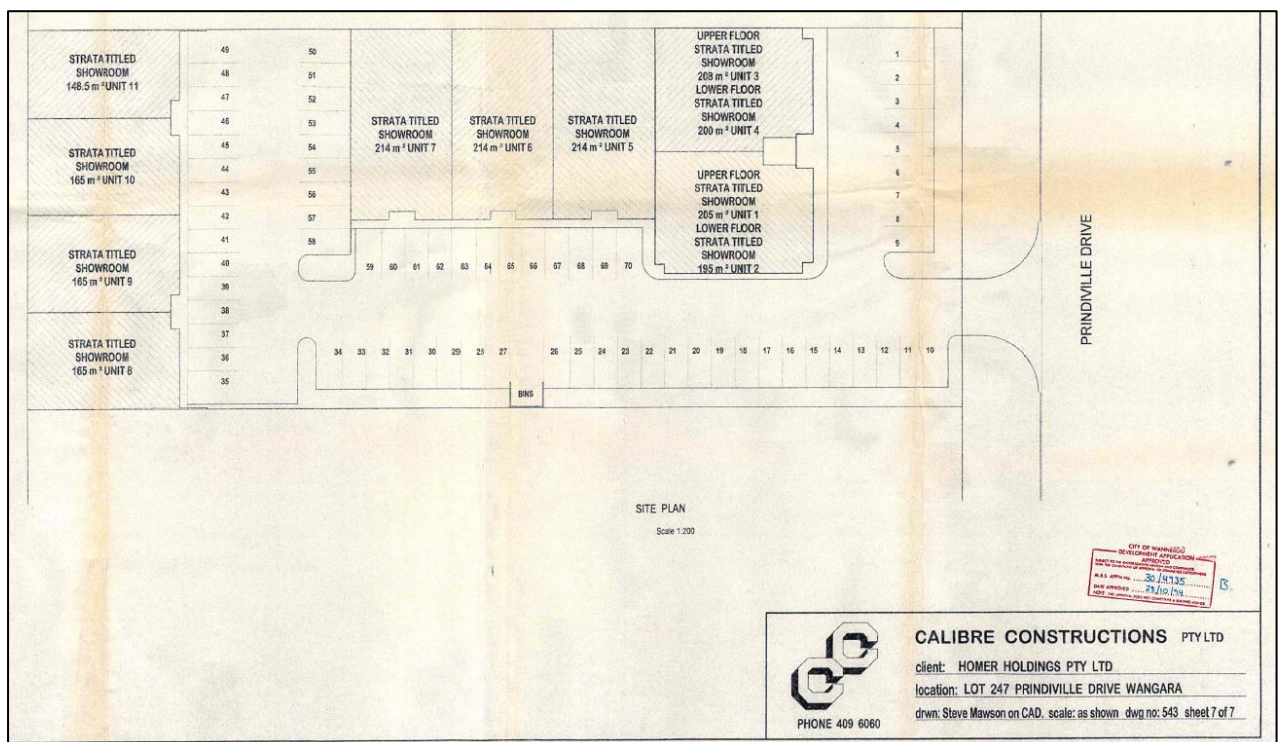 STRATA TITLED
SHOWROOM
148.5 m² UNIT 11
STRATA TITLED
SHOWROOM
165 m² UNIT 10
STRATA TITLED
SHOWROOM
165 m² UNIT 9
STRATA TITLED
SHOWROOM
165 m² UNIT 8
49
48
47
46
45
44
43
42
41
40
39
38
37
36
35
50
51
52
53
54
55
56
57
58
STRATA TITLED
SHOWROOM
214 m² UNIT 7
STRATA TITLED
SHOWROOM
214 m² UNIT 6
STRATA TITLED
SHOWROOM
214 m² UNIT 5
UPPER FLOOR
STRATA TITLED
SHOWROOM
208 m² UNIT 3
LOWER FLOOR
STRATA TITLED
SHOWROOM
200 m² UNIT 4
UPPER FLOOR
STRATA TITLED
SHOWROOM
205 m² UNIT 1
LOWER FLOOR
STRATA TITLED
SHOWROOM
195 m² UNIT 2
1
2
3
4
5
6
7
8
9
59 60 61 62 63 64 65 66 67 68 69 70
34 33 32 31 30 29 28 27 26 25 24 23 22 21 20 19 18 17 16 15 14 13 12 11 10
BINS
PRINDIVILLE DRIVE
SITE PLAN
Scale 1:200
CITY OF WANNEROO
DEVELOPMENT APPLICATION
APPROVED
30/4935
DATE APPROVED 28/10/94
B.
CALIBRE CONSTRUCTIONS PTY LTD
client: HOMER HOLDINGS PTY LTD
location: LOT 247 PRINDIVILLE DRIVE WANGARA
drwn: Steve Mawson on CAD. scale: as shown dwg no: 543 sheet 7 of 7
CC
PHONE 409 6060